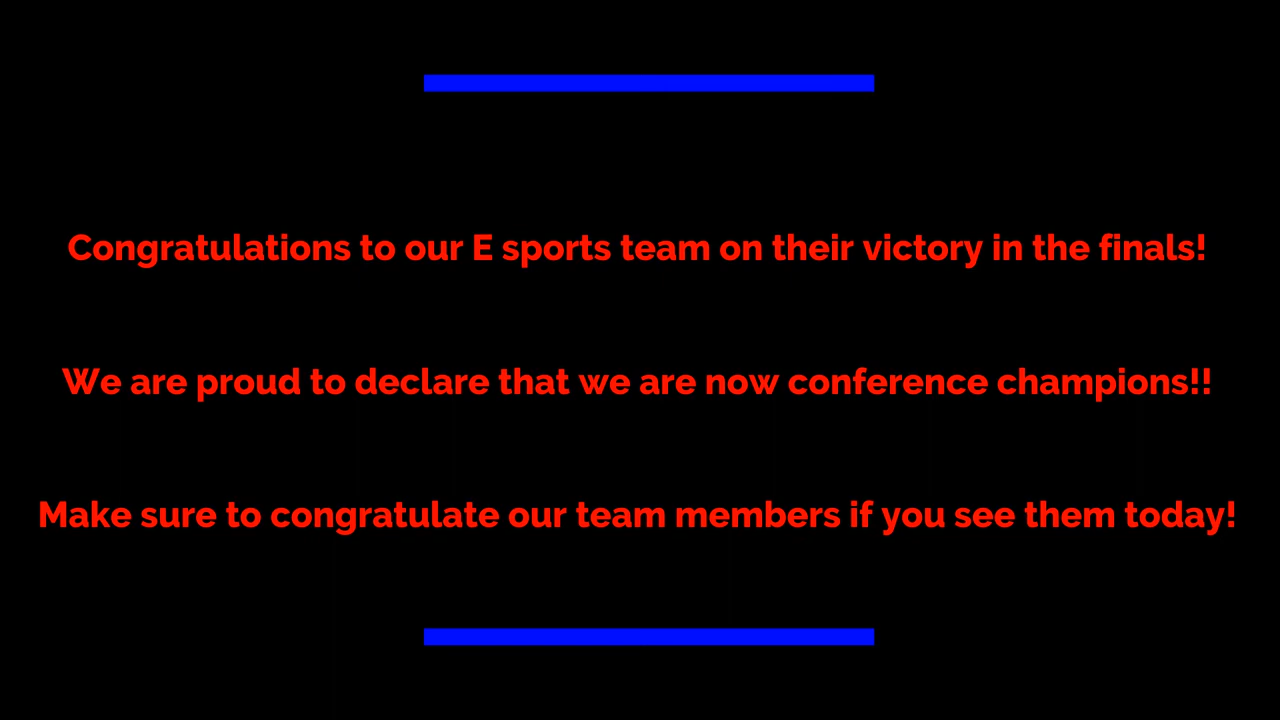 Congratulations to our E sports team on their victory in the finals!
We are proud to declare that we are now conference champions!!
Make sure to congratulate our team members if you see them today!